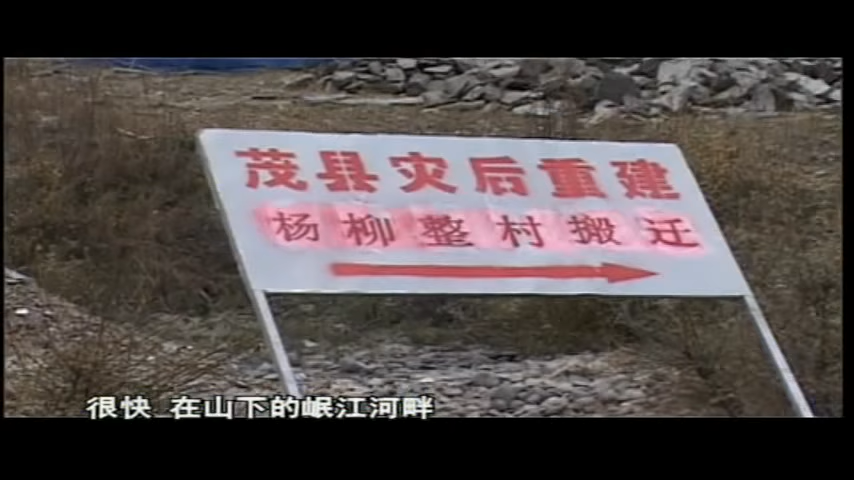 茂县灾后重建
杨柳整村搬迁
很快 在山下的岷江河畔